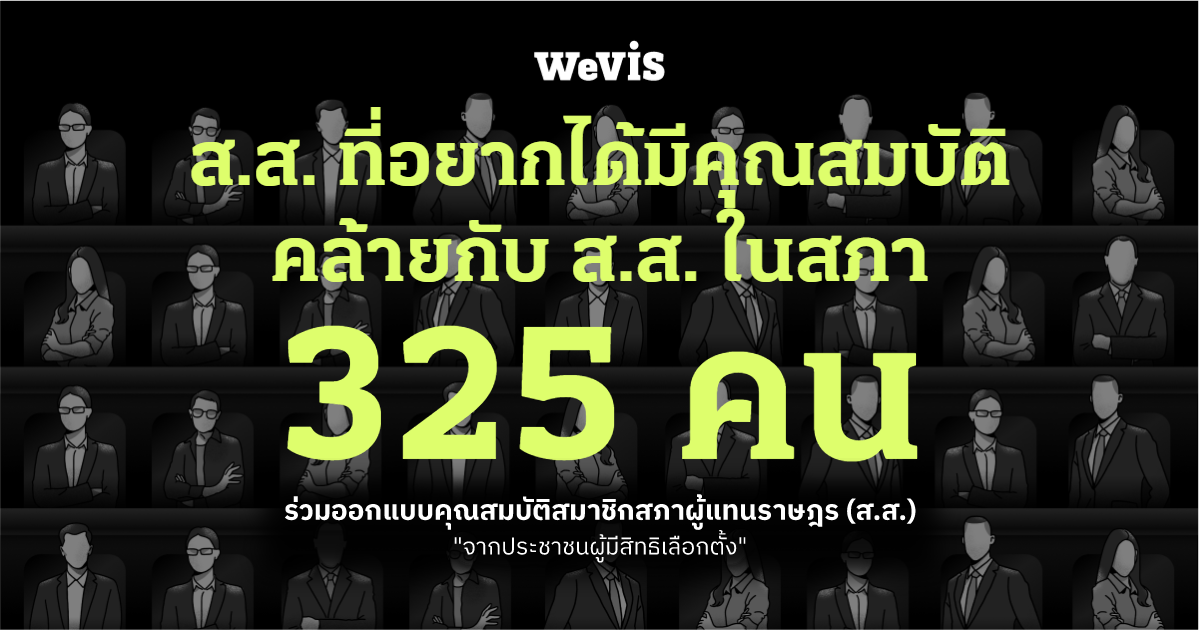 WeVIS
ส.ส. ที่อยากได้มีคุณสมบัติ
คล้ายกับ ส.ส. ในสภา
325 คน
ร่วมออกแบบคุณสมบัติสมาชิกสภาผู้แทนราษฎร (ส.ส.)
"จากประชาชนผู้มีสิทธิเลือกตั้ง"